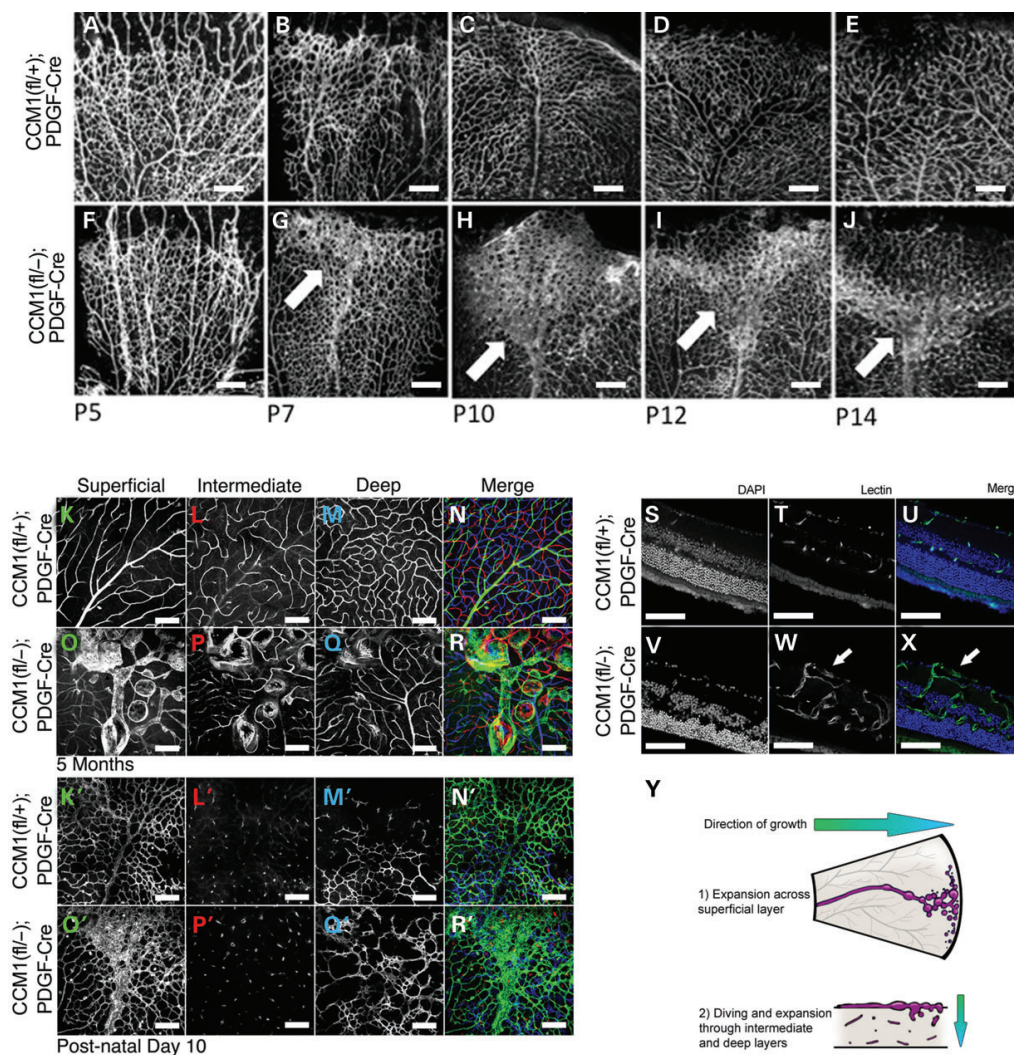 CCM1(fl/+);
PDGF-Cre
A
B
C
D
E
CCM1(fl/−);
PDGF-Cre
F
G
H
I
J
P5
P7
P10
P12
P14
Superficial
Intermediate
Deep
Merge
CCM1(fl/+);
PDGF-Cre
K
L
M
N
CCM1(fl/−);
PDGF-Cre
O
P
Q
R
5 Months
CCM1(fl/+);
PDGF-Cre
K′
L′
M′
N′
CCM1(fl/−);
PDGF-Cre
O′
P′
Q′
R′
Post-natal Day 10
DAPI
Lectin
Merg
CCM1(fl/+);
PDGF-Cre
S
T
U
CCM1(fl/-);
PDGF-Cre
V
W
X
Y
Direction of growth
1) Expansion across
superficial layer
2) Diving and expansion
through intermediate
and deep layers